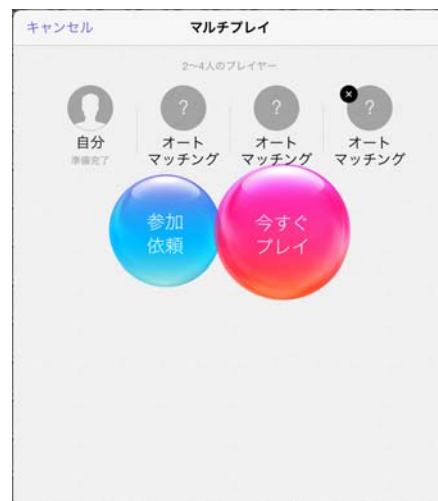 キャンセル マルチプレイ
2〜4人のプレイヤー
? ? ?
自分 オート オート オート
準備完了 マッチング マッチング マッチング
参加 今すぐ
依頼 プレイ